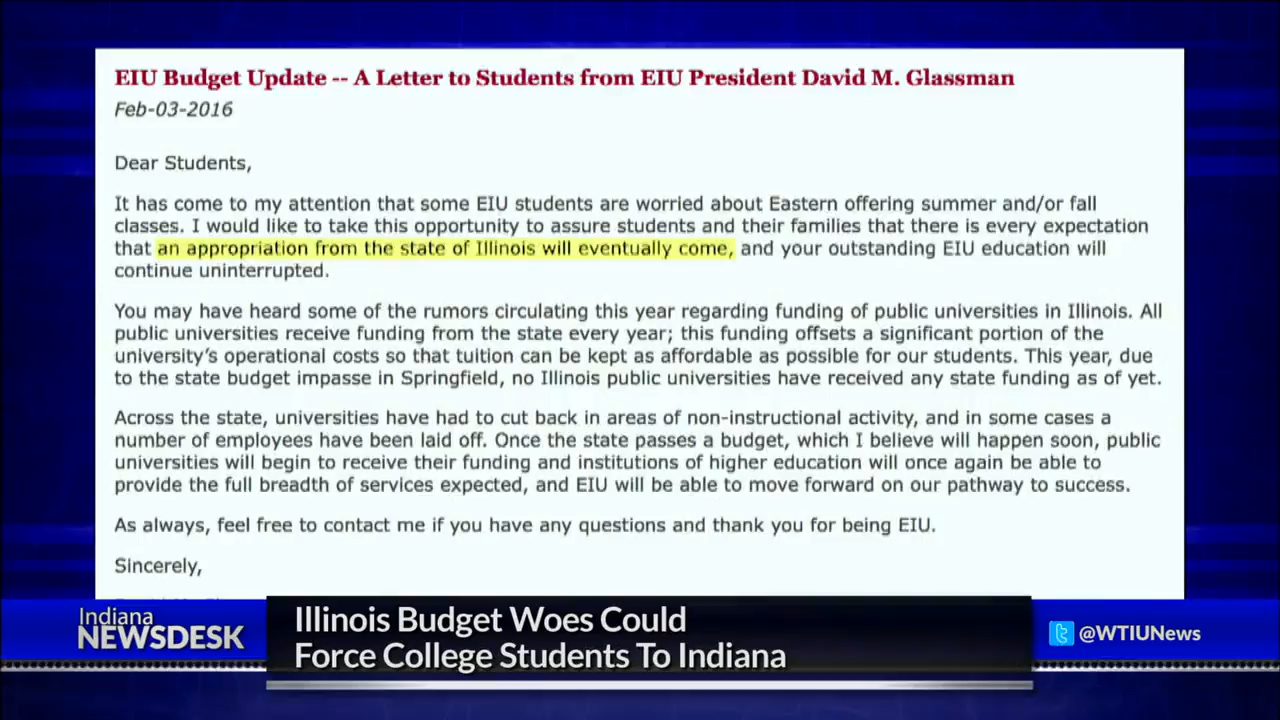 EIU Budget Update -- A Letter to Students from EIU President David M. Glassman
Feb-03-2016
Dear Students,
It has come to my attention that some EIU students are worried about Eastern offering summer and/or fall
classes. I would like to take this opportunity to assure students and their families that there is every expectation
that an appropriation from the state of Illinois will eventually come, and your outstanding EIU education will
continue uninterrupted.
You may have heard some of the rumors circulating this year regarding funding of public universities in Illinois. All
public universities receive funding from the state every year; this funding offsets a significant portion of the
university's operational costs so that tuition can be kept as affordable as possible for our students. This year, due
to the state budget impasse in Springfield, no Illinois public universities have received any state funding as of yet.
Across the state, universities have had to cut back in areas of non-instructional activity, and in some cases a
number of employees have been laid off. Once the state passes a budget, which I believe will happen soon, public
universities will begin to receive their funding and institutions of higher education will once again be able to
provide the full breadth of services expected, and EIU will be able to move forward on our pathway to success.
As always, feel free to contact me if you have any questions and thank you for being EIU.
Sincerely,
Indiana
NEWSDESK
Illinois Budget Woes Could
Force College Students To Indiana
@WTIUNews